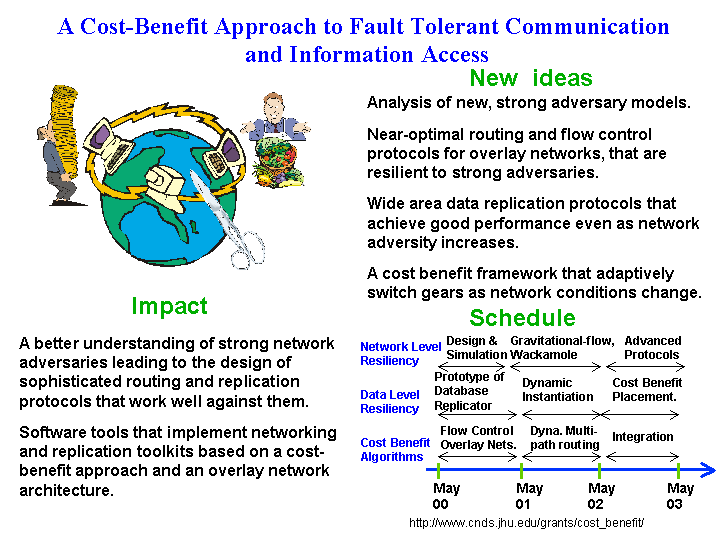 A Cost-Benefit Approach to Fault Tolerant Communication
and Information Access
New ideas
Analysis of new, strong adversary models.
Near-optimal routing and flow control
protocols for overlay networks, that are
resilient to strong adversaries.
Wide area data replication protocols that
achieve good performance even as network
adversity increases.
A cost benefit framework that adaptively
switch gears as network conditions change.
Impact
A better understanding of strong network
adversaries leading to the design of
sophisticated routing and replication
protocols that work well against them.
Software tools that implement networking
and replication toolkits based on a cost-
benefit approach and an overlay network
architecture.
Schedule
Network Level
Resiliency
Design &
Simulation
Gravitational-flow,
Wackamole
Advanced
Protocols
Data Level
Resiliency
Prototype of
Database
Replicator
Dynamic
Instantiation
Cost Benefit
Placement.
Cost Benefit
Algorithms
Flow Control
Overlay Nets.
Dyna. Multi-
path routing
Integration
May
00
May
01
May
02
May
03
http://www.cnds.jhu.edu/grants/cost_benefit/